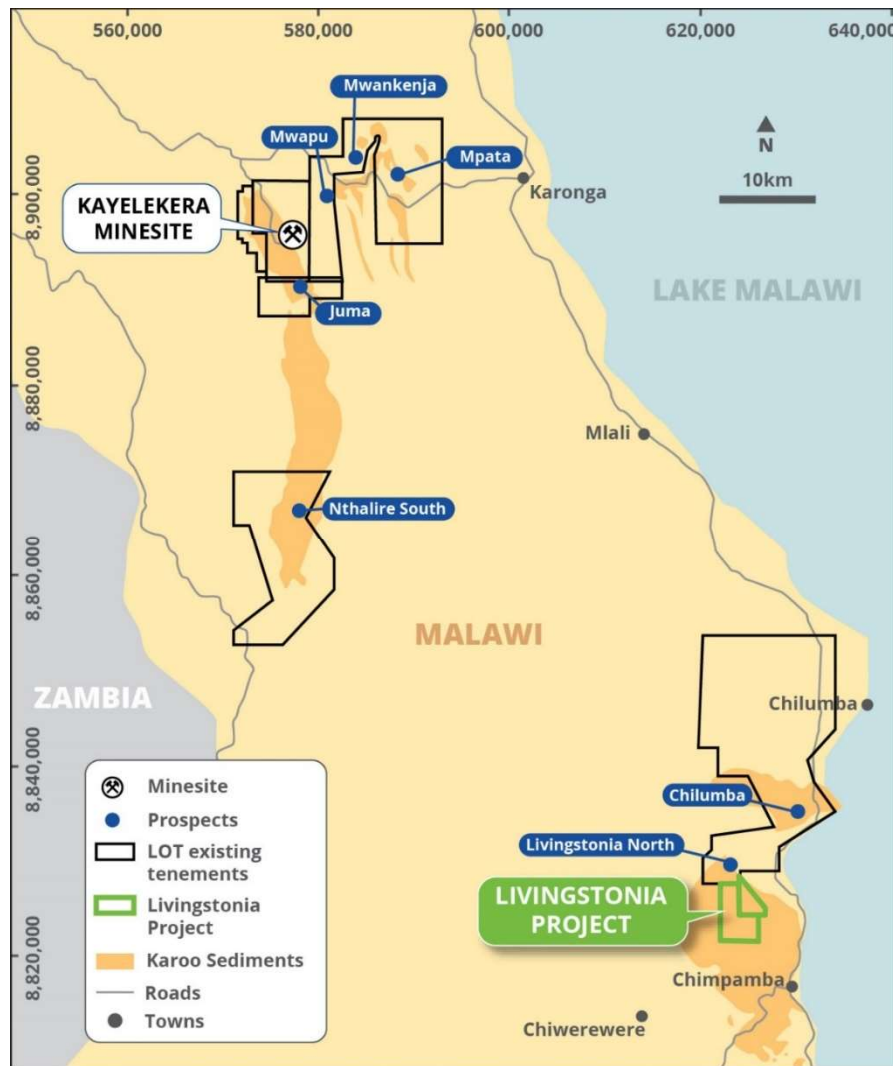 560,000
580,000
600,000
620,000
640,000
8,900,000
8,880,000
8,860,000
8,840,000
8,820,000
Mwankenja
Mwapu
Mpata
N
10km
Karonga
KAYELEKERA
MINESITE
LAKE MALAWI
Juma
Mlali
Nthalire South
MALAWI
ZAMBIA
Chilumba
Chilumba
Livingstonia North
LIVINGSTONIA
PROJECT
Chimpamba
Chiwerewere
Minesite
Prospects
LOT existing
tenements
Livingstonia
Project
Karoo Sediments
Roads
Towns